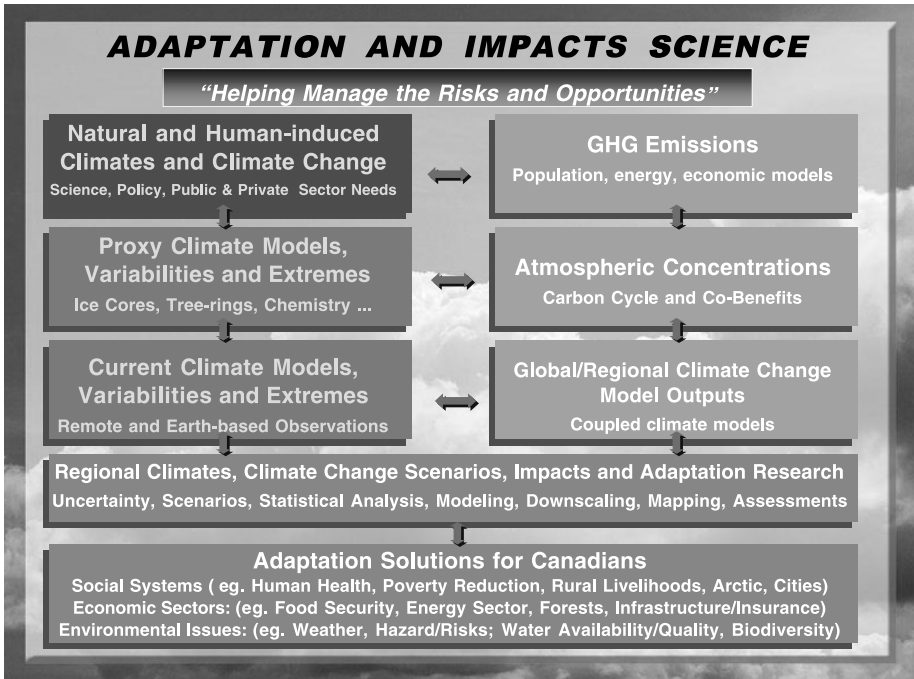 ADAPTATION AND IMPACTS SCIENCE
“Helping Manage the Risks and Opportunities”
Natural and Human-induced
Climates and Climate Change
Science, Policy, Public & Private Sector Needs
GHG Emissions
Population, energy, economic models
Proxy Climate Models,
Variabilities and Extremes
Ice Cores, Tree-rings, Chemistry ...
Atmospheric Concentrations
Carbon Cycle and Co-Benefits
Current Climate Models,
Variabilities and Extremes
Remote and Earth-based Observations
Global/Regional Climate Change
Model Outputs
Coupled climate models
Regional Climates, Climate Change Scenarios, Impacts and Adaptation Research
Uncertainty, Scenarios, Statistical Analysis, Modeling, Downscaling, Mapping, Assessments
Adaptation Solutions for Canadians
Social Systems ( eg. Human Health, Poverty Reduction, Rural Livelihoods, Arctic, Cities)
Economic Sectors: (eg. Food Security, Energy Sector, Forests, Infrastructure/Insurance)
Environmental Issues: (eg. Weather, Hazard/Risks; Water Availability/Quality, Biodiversity)